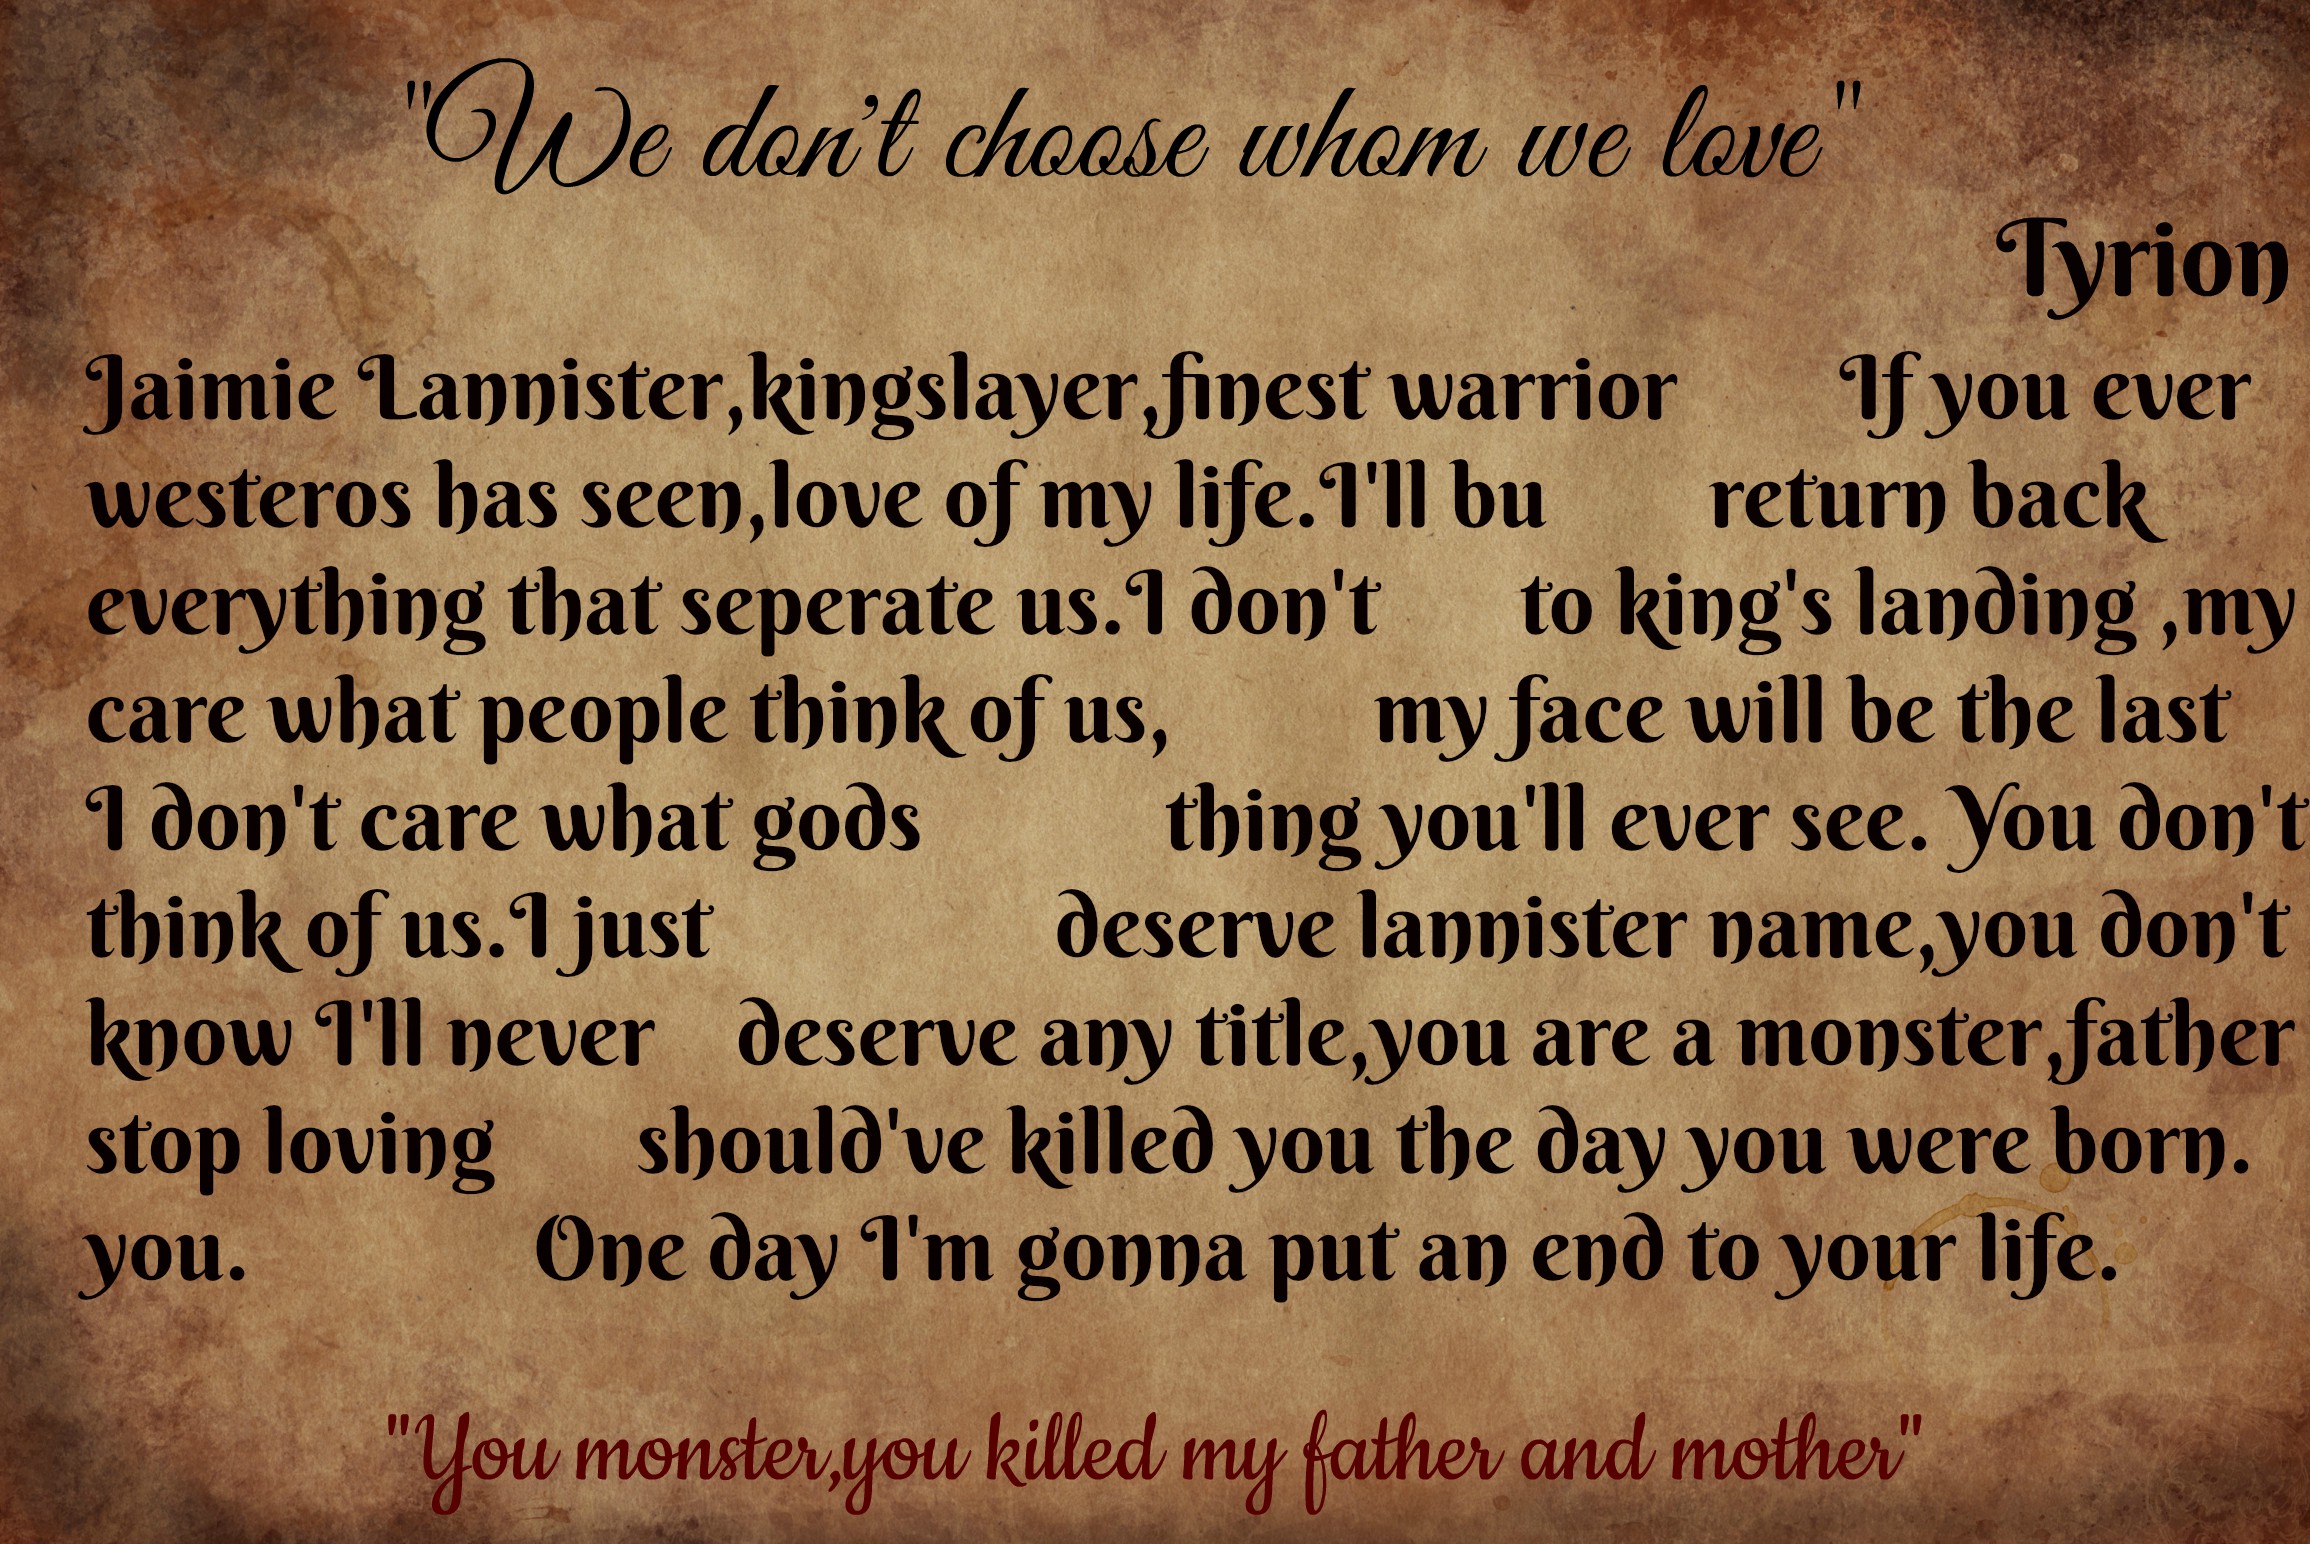 "We don't choose whom we love"
Jaimie Lannister,kingslayer,finest warrior
westeros has seen,love of my life.I'll bu
everything that seperate us.I don't
care what people think of us,
I don't care what gods
think of us.I just
know I'll never
stop loving
you.
Tyrion
If you ever
return back
to king's landing ,my
my face will be the last
thing you'll ever see. You don't
deserve lannister name,you don't
deserve any title,you are a monster,father
should've killed you the day you were born.
One day I'm gonna put an end to your life.
"You monster,you killed my father and mother"